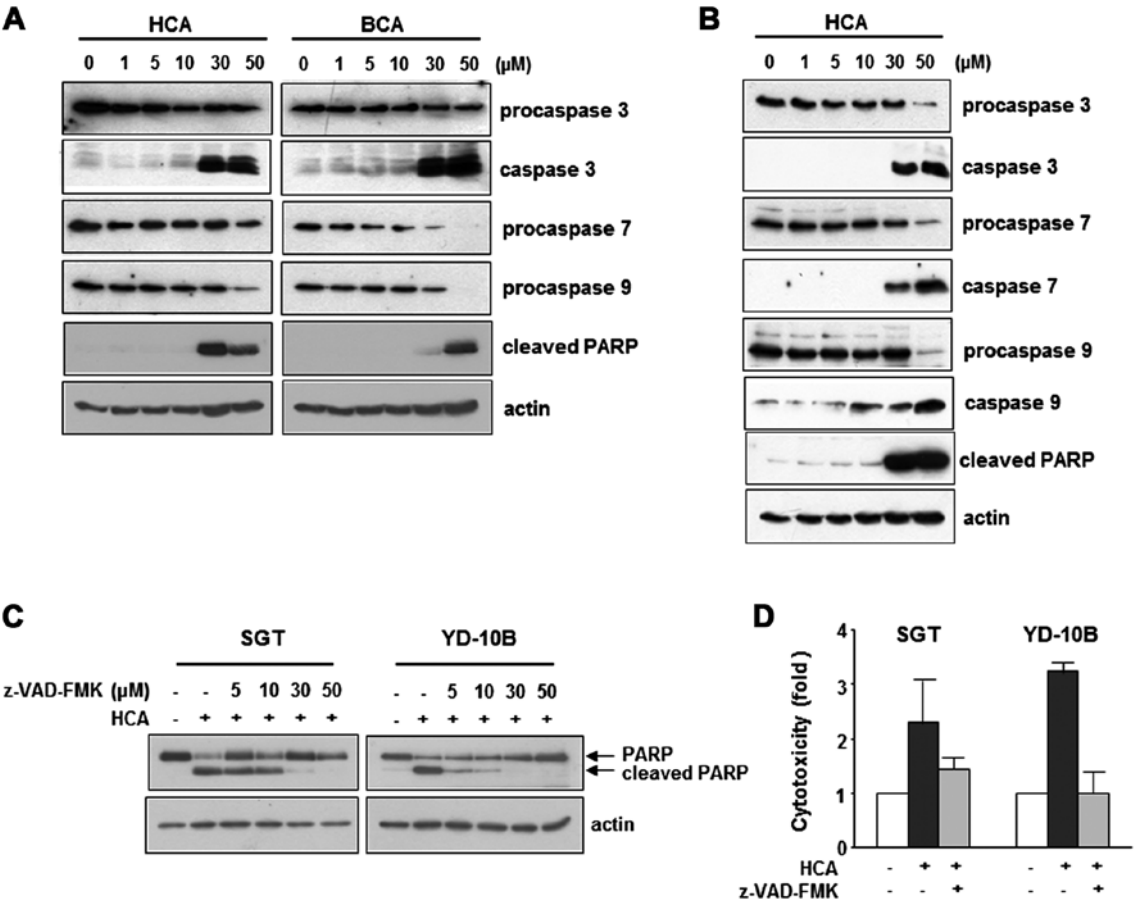 A
HCA
BCA
0 1 5 10 30 50
0 1 5 10 30 50 (μM)
procaspase 3
caspase 3
procaspase 7
procaspase 9
cleaved PARP
actin
B
HCA
0 1 5 10 30 50 (μM)
procaspase 3
caspase 3
procaspase 7
caspase 7
procaspase 9
caspase 9
cleaved PARP
actin
C
SGT
YD-10B
z-VAD-FMK (μM) - - 5 10 30 50
- - 5 10 30 50
HCA - + + + + +
- + + + + +
PARP
cleaved PARP
actin
D
SGT
YD-10B
Cytotoxicity (fold )
4
3
2
1
0
HCA - + + - + +
z-VAD-FMK - - + - - +